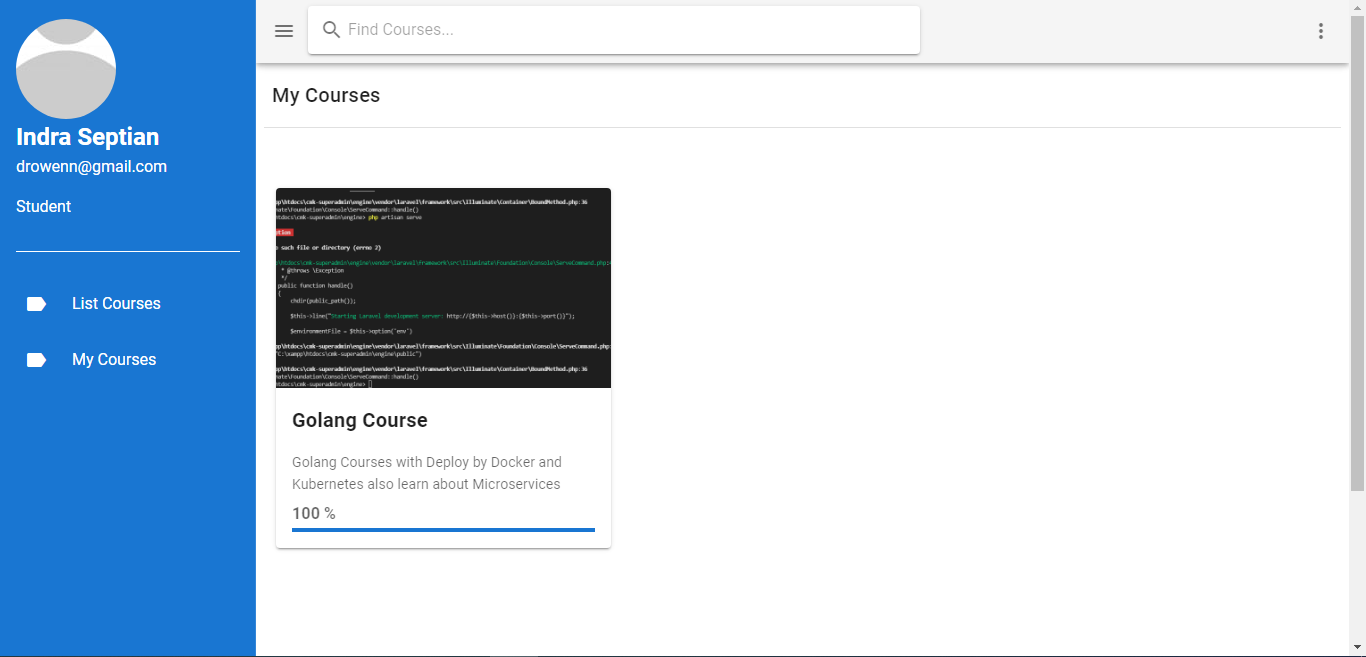 Indra Septian
drowenn@gmail.com
Student
List Courses
My Courses
Find Courses...
My Courses
pp\htdocs\cmk-superadmin\engine\vendor\laravel\framework\src\Illuminate\Container\BoundMethod.php:36
nate\Foundation\Console\ServeCommand::handle()
htdocs\cmk-superadmin\engine> php artisan serve
ption
o such file or directory (errno 2)
p\htdocs\cmk-superadmin\engine\vendor\laravel\framework\src\Illuminate\Foundation\Console\ServeCommand.php:
* @throws \Exception
*/
public function handle()
{
chdir(public_path());
$this->line("Starting Laravel development server: http://{$this->host()}:{$this->port()}");
$environmentFile = $this->option('env')
pp\htdocs\cmk-superadmin\engine\vendor\laravel\framework\src\Illuminate\Foundation\Console\ServeCommand.php:
"C:\xampp\htdocs\cmk-superadmin\engine\public")
pp\htdocs\cmk-superadmin\engine\vendor\laravel\framework\src\Illuminate\Container\BoundMethod.php:36
nate\Foundation\Console\ServeCommand::handle()
htdocs\cmk-superadmin\engine>
Golang Course
Golang Courses with Deploy by Docker and
Kubernetes also learn about Microservices
100 %